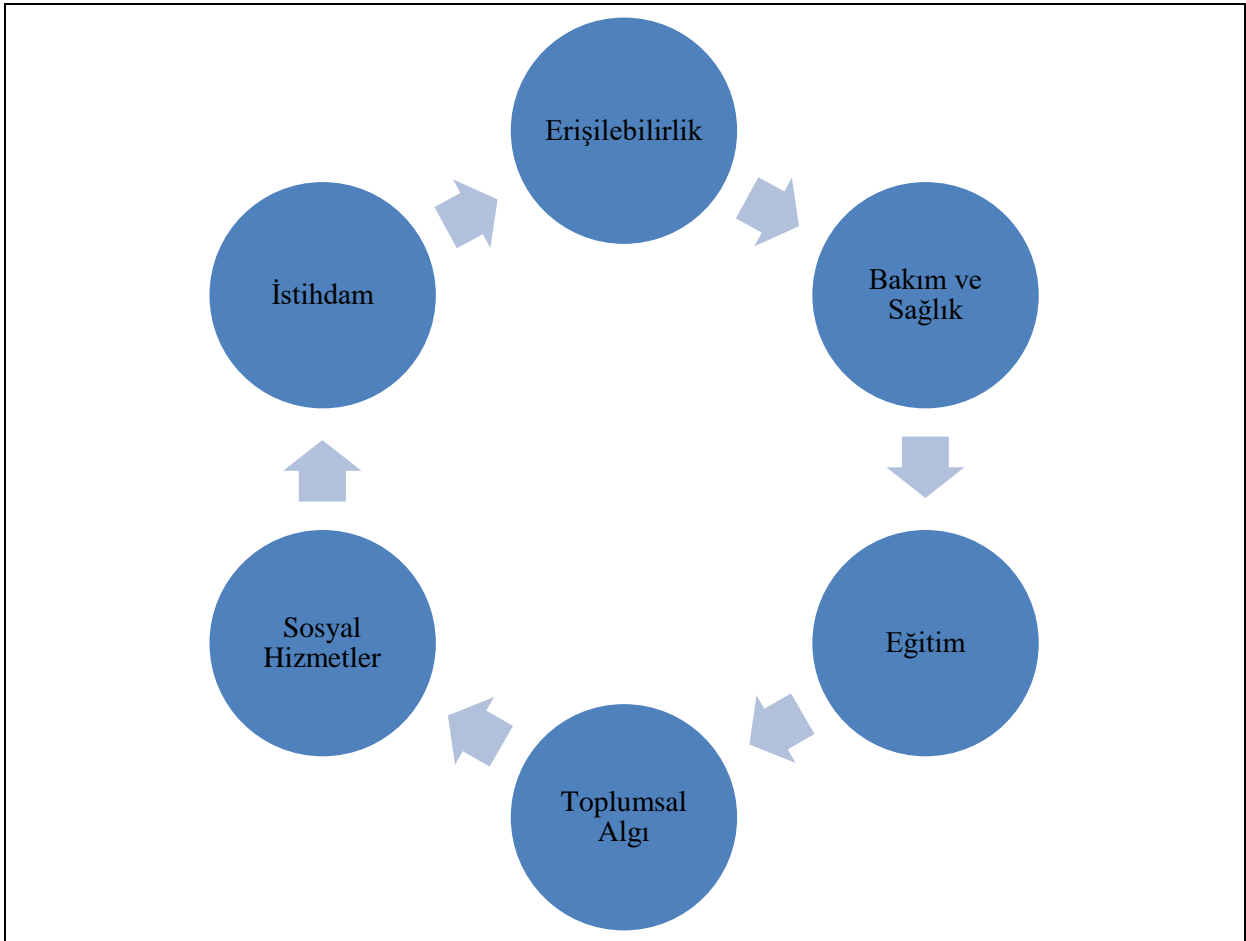 Erişilebilirlik
Bakım ve
Sağlık
Eğitim
Toplumsal
Algı
Sosyal
Hizmetler
İstihdam